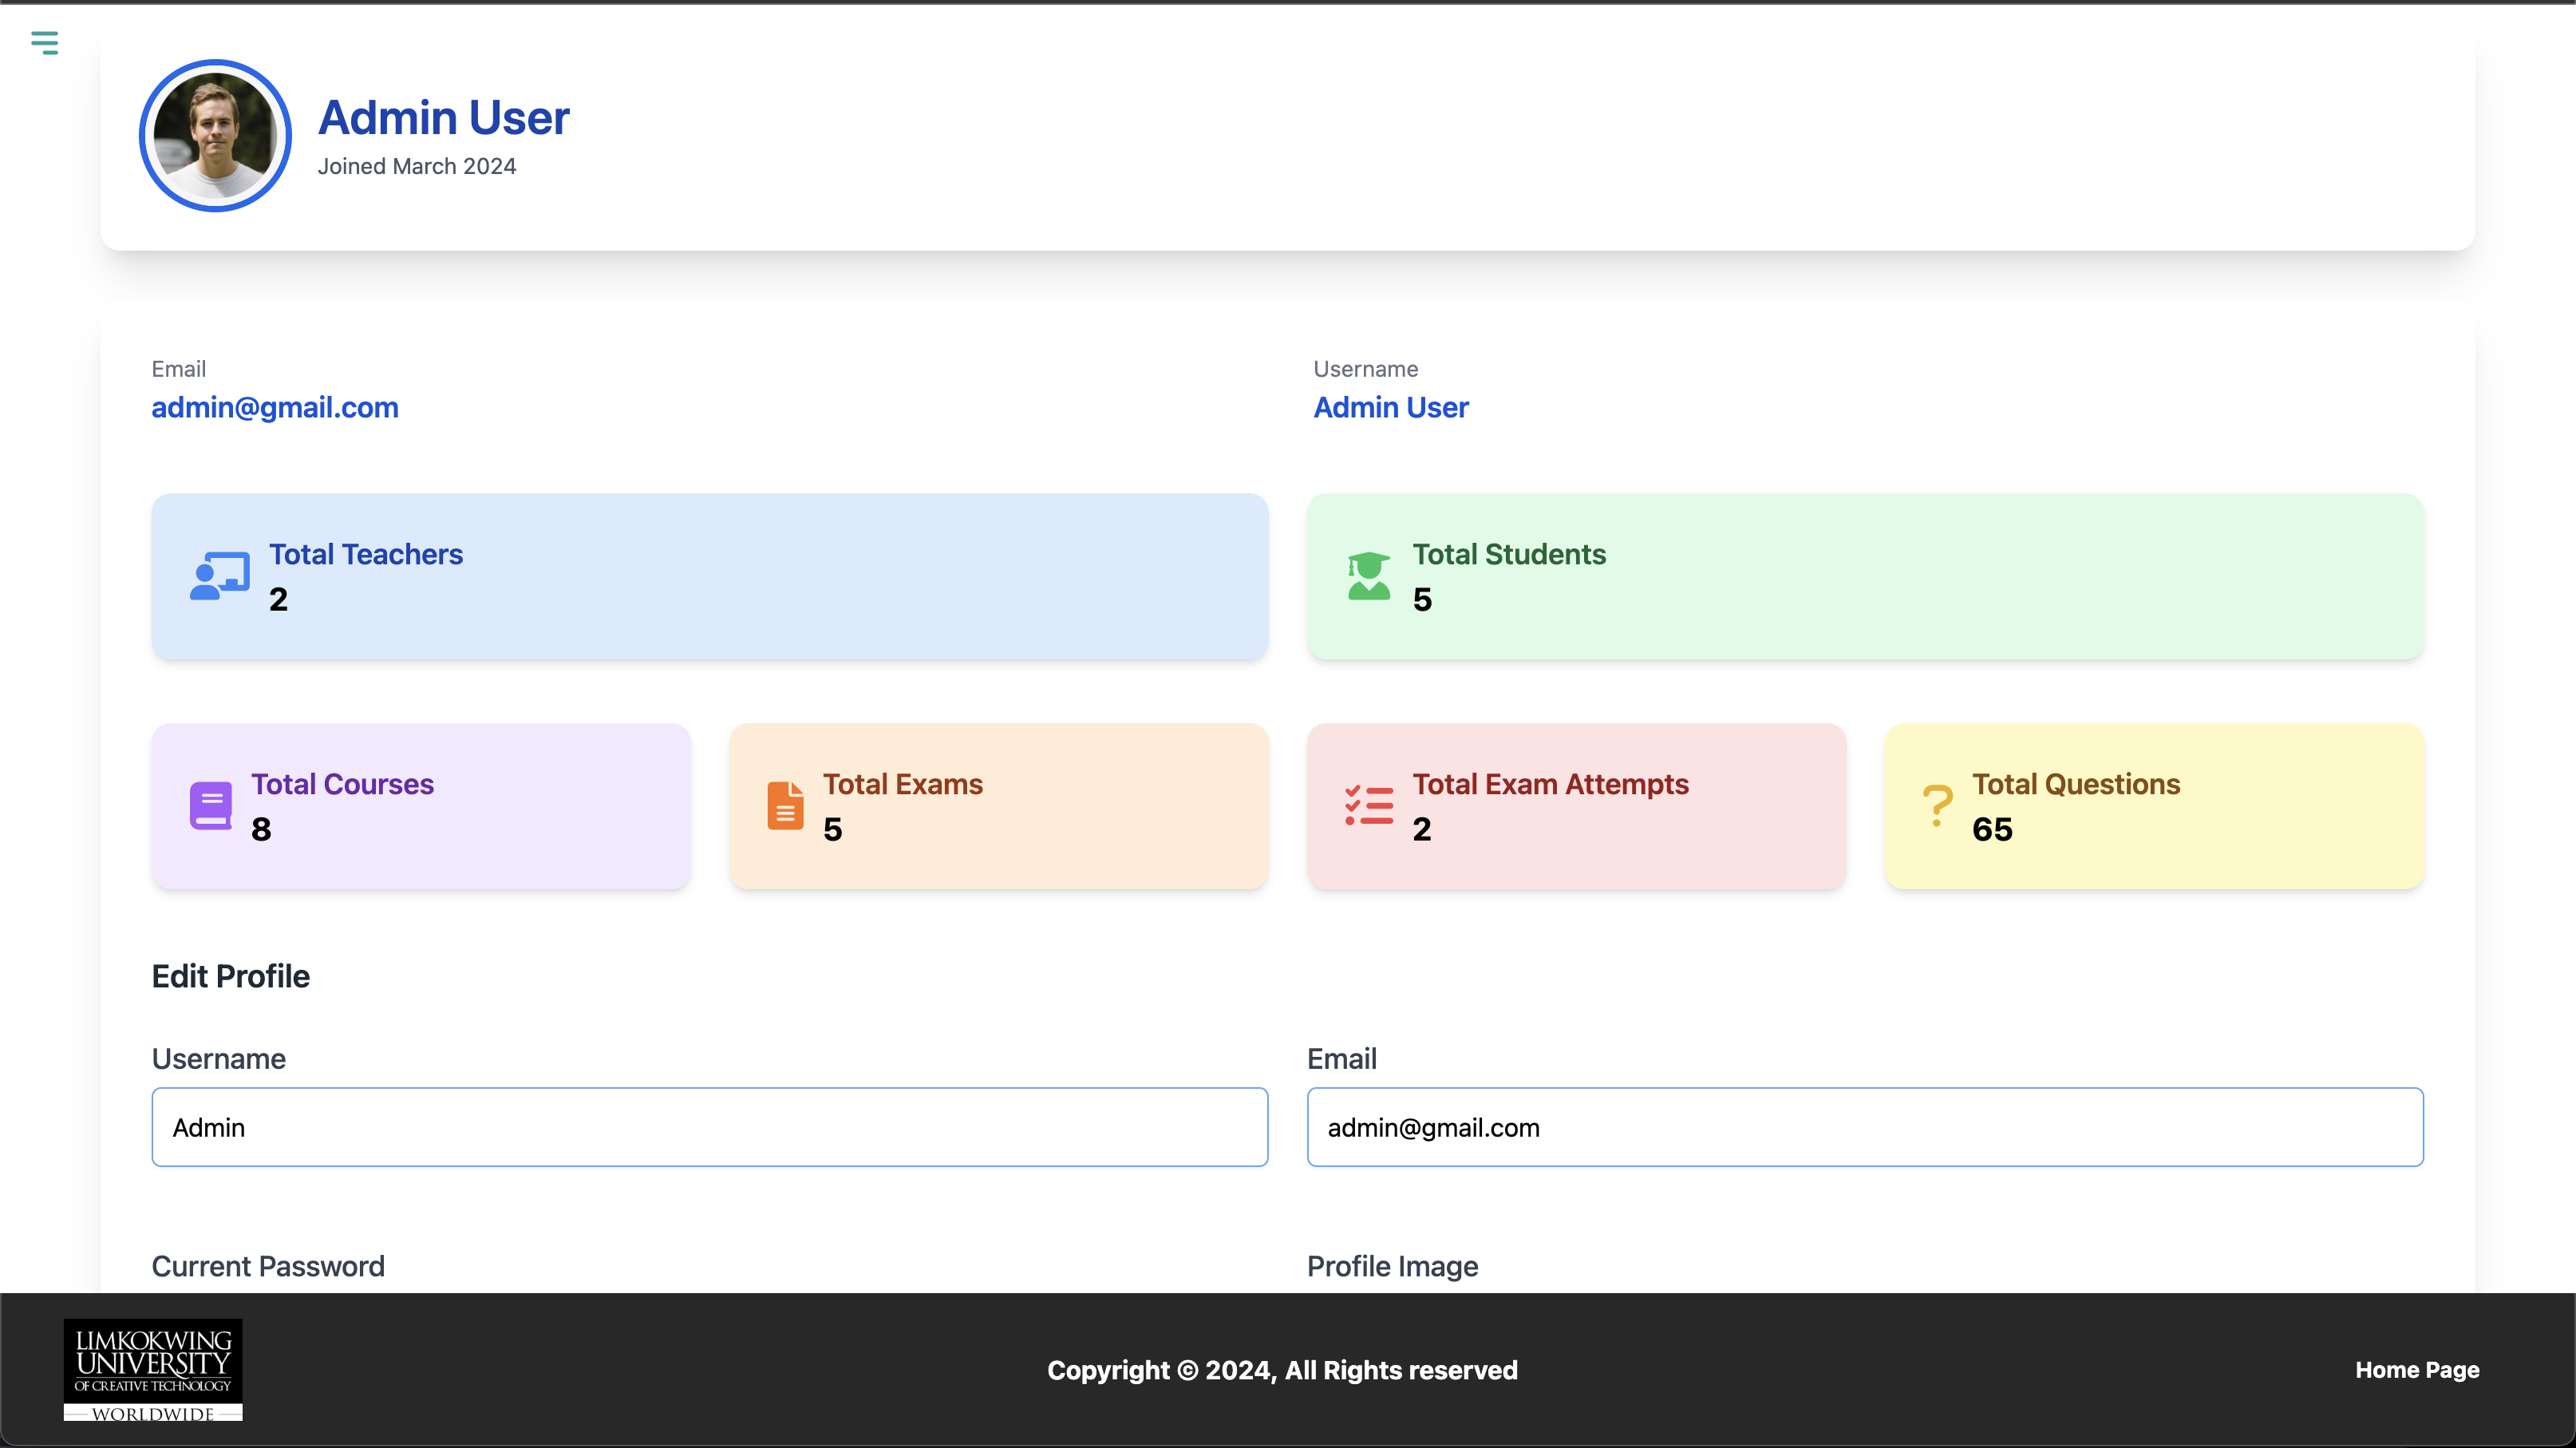 Admin User
Joined March 2024
Email
admin@gmail.com
Username
Admin User
Total Teachers
2
Total Students
5
Total Courses
8
Total Exams
5
Total Exam Attempts
2
Total Questions
65
Edit Profile
Username
Admin
Email
admin@gmail.com
Current Password
Profile Image
LIMKOKWING
UNIVERSITY
OF CREATIVE TECHNOLOGY
WORLDWIDE
Copyright © 2024, All Rights reserved
Home Page